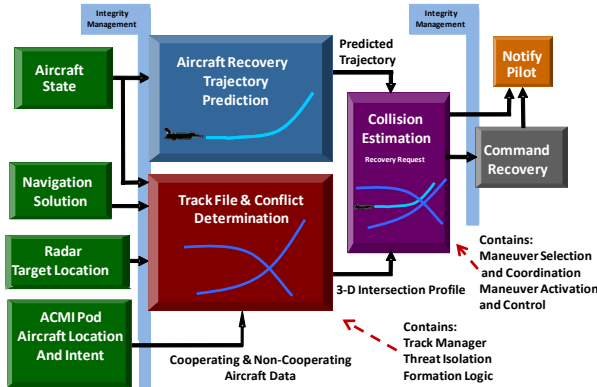 Integrity
Management
Integrity
Management
Aircraft
State
Aircraft Recovery
Trajectory
Prediction
Predicted
Trajectory
Notify
Pilot
Collision
Estimation
Recovery Request
Command
Recovery
Navigation
Solution
Track File & Conflict
Determination
Radar
Target Location
Contains:
Maneuver Selection
and Coordination
Maneuver Activation
and Control
3-D Intersection Profile
ACMI Pod
Aircraft Location
And Intent
Cooperating & Non-Cooperating
Aircraft Data
Contains:
Track Manager
Threat Isolation
Formation Logic